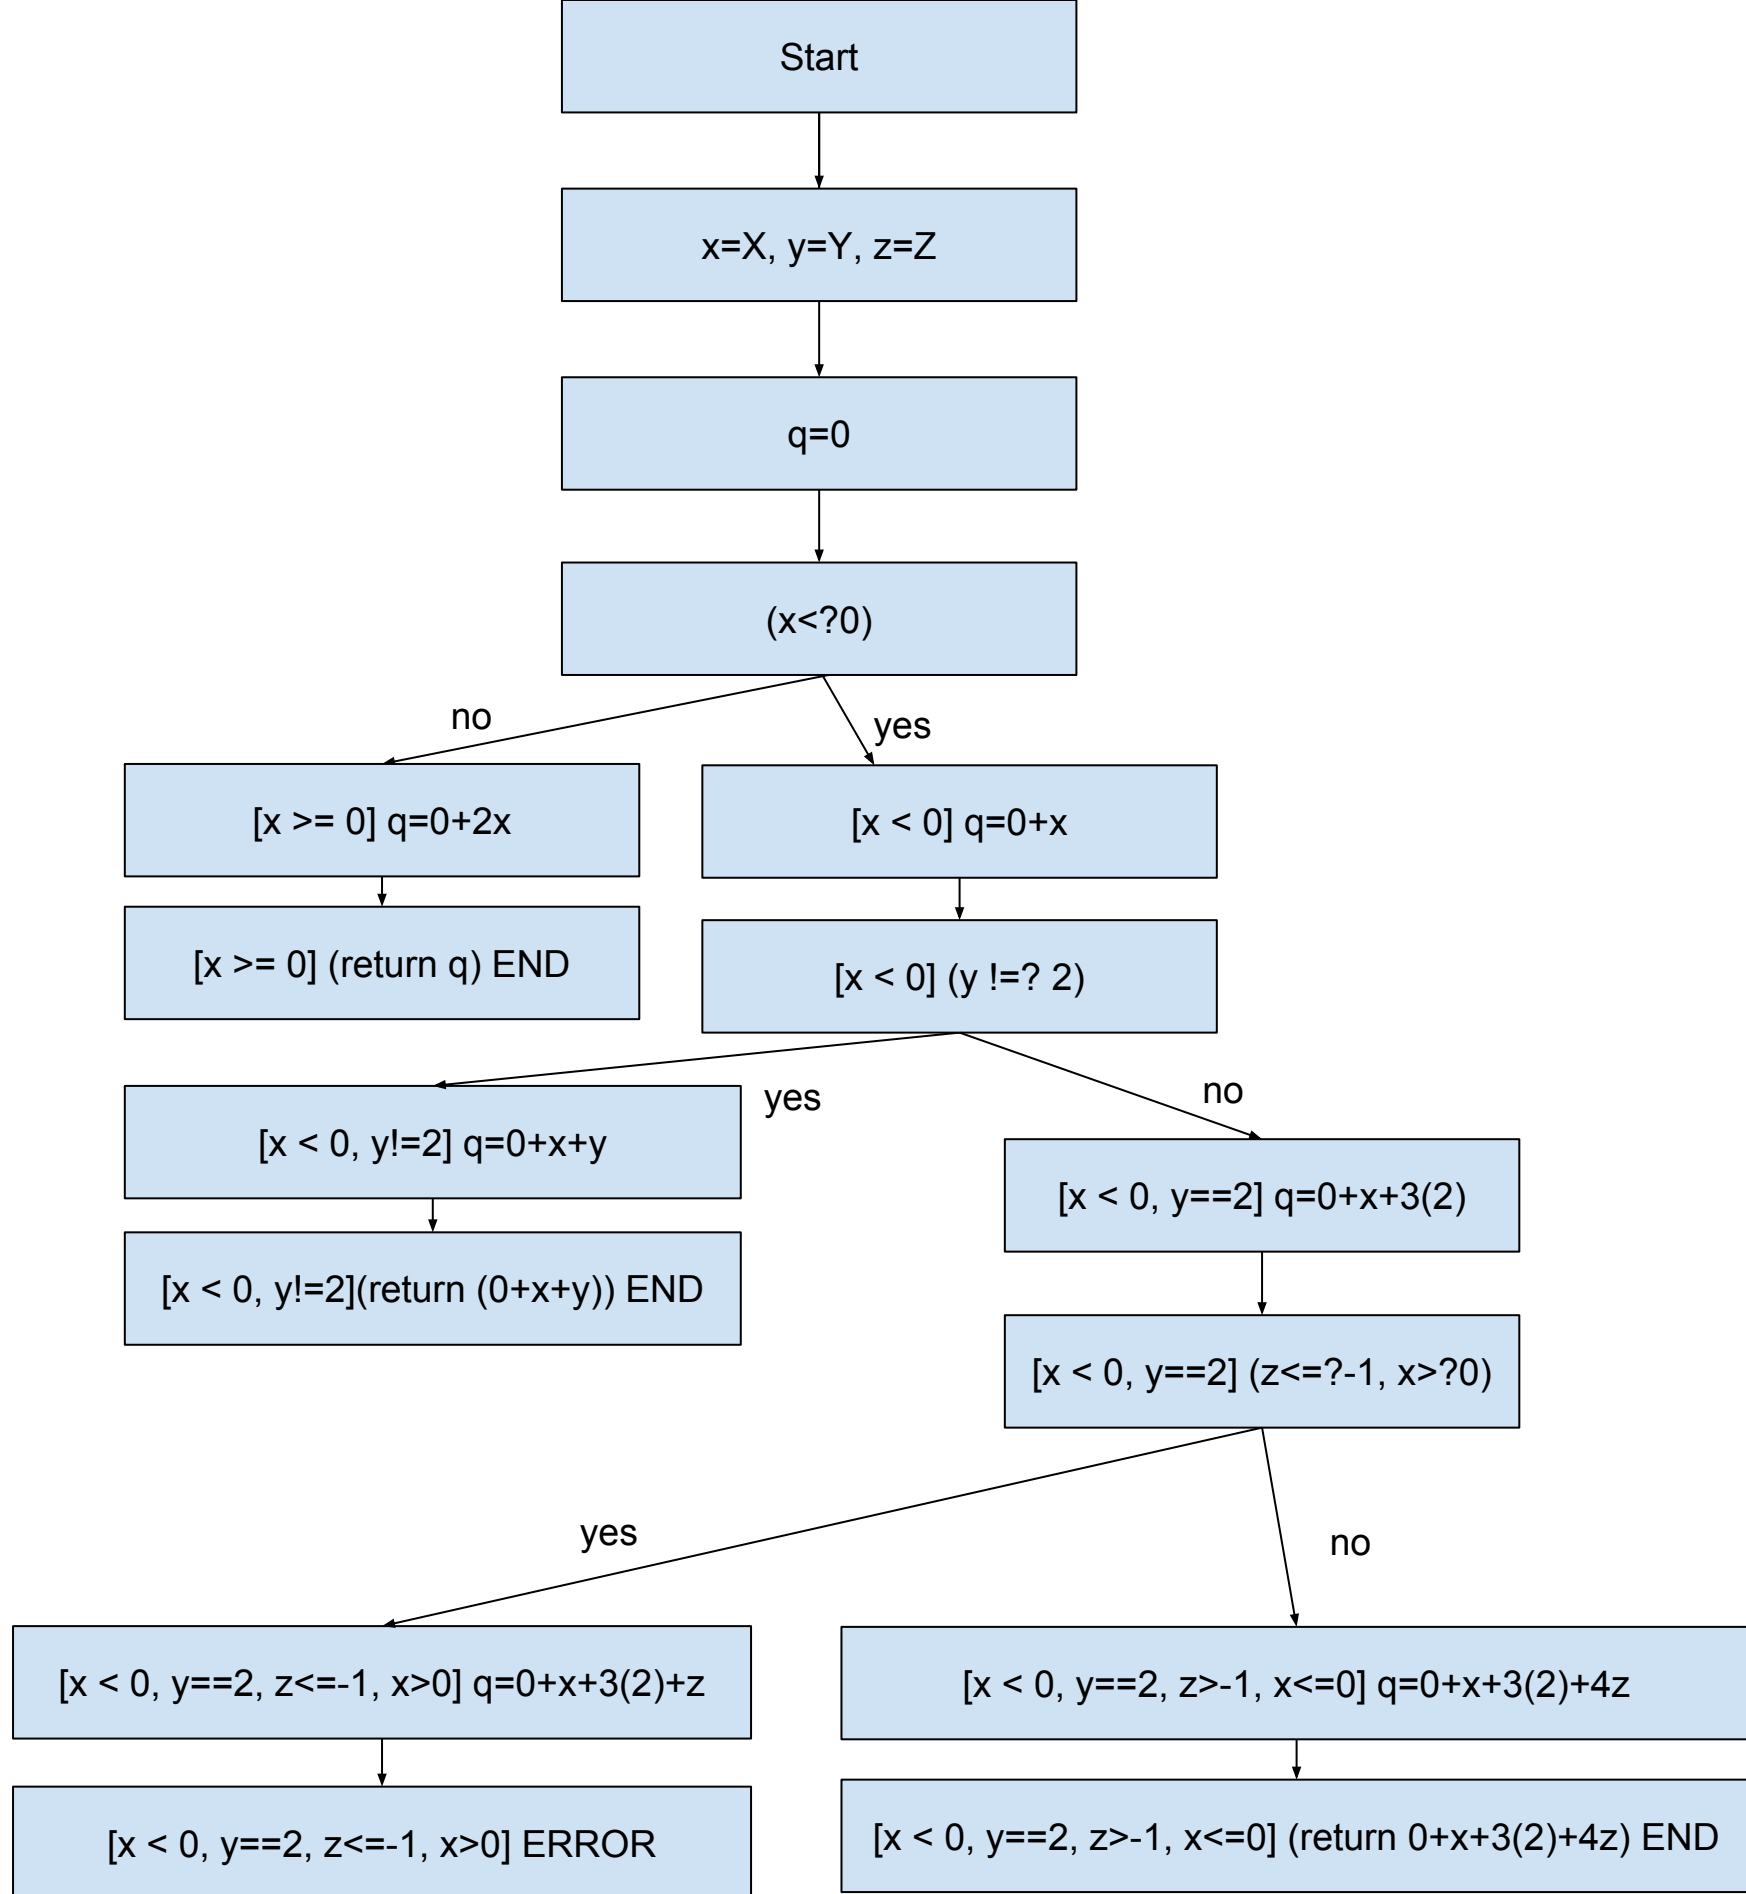 Start
x=X, y=Y, z=Z
q=0
(x<?0)
no
yes
[x >= 0] q=0+2x
[x < 0] q=0+x
[x >= 0] (return q) END
[x < 0] (y !=? 2)
yes
no
[x < 0, y!=2] q=0+x+y
[x < 0, y==2] q=0+x+3(2)
[x < 0, y!=2](return (0+x+y)) END
[x < 0, y==2] (z<=?-1, x>?0)
yes
no
[x < 0, y==2, z<=-1, x>0] q=0+x+3(2)+z
[x < 0, y==2, z>-1, x<=0] q=0+x+3(2)+4z
[x < 0, y==2, z<=-1, x>0] ERROR
[x < 0, y==2, z>-1, x<=0] (return 0+x+3(2)+4z) END